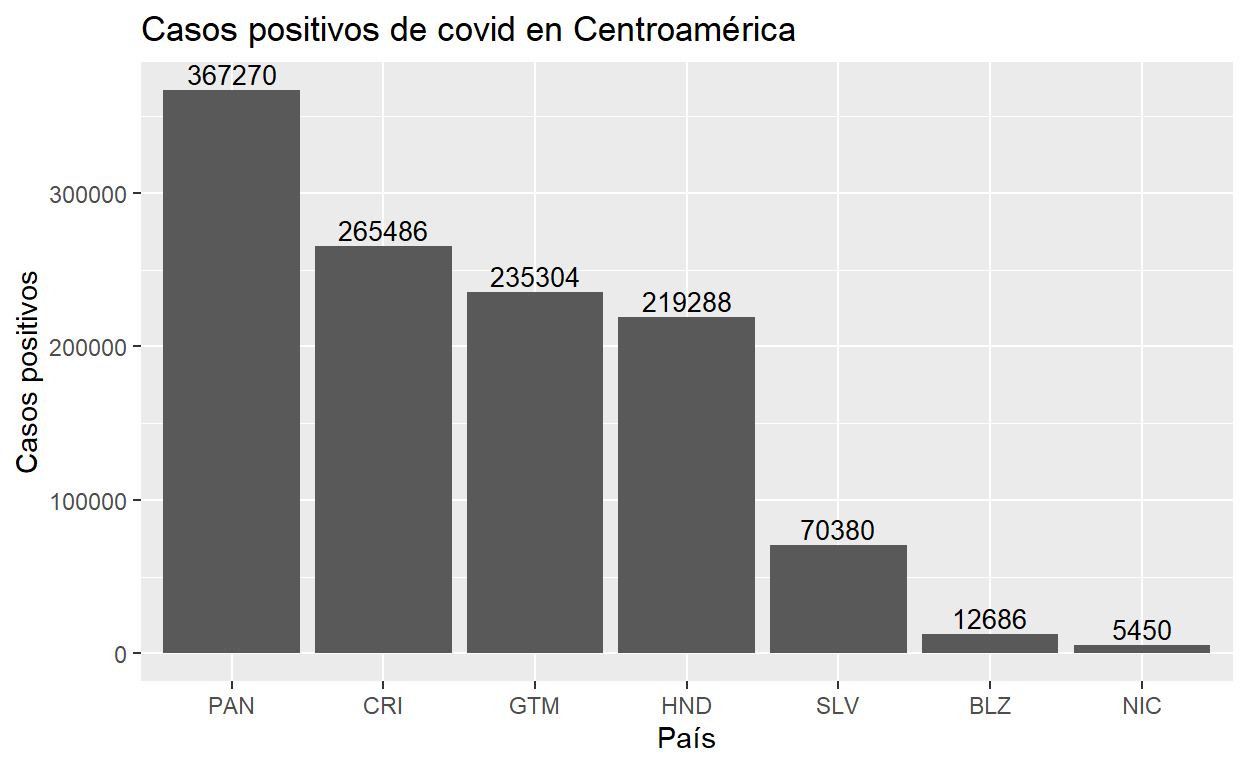 Casos positivos de covid en Centroamérica
367270
265486
235304
219288
70380
12686
5450
300000
200000
100000
0
Casos positivos
PAN CRI GTM HND SLV BLZ NIC
País